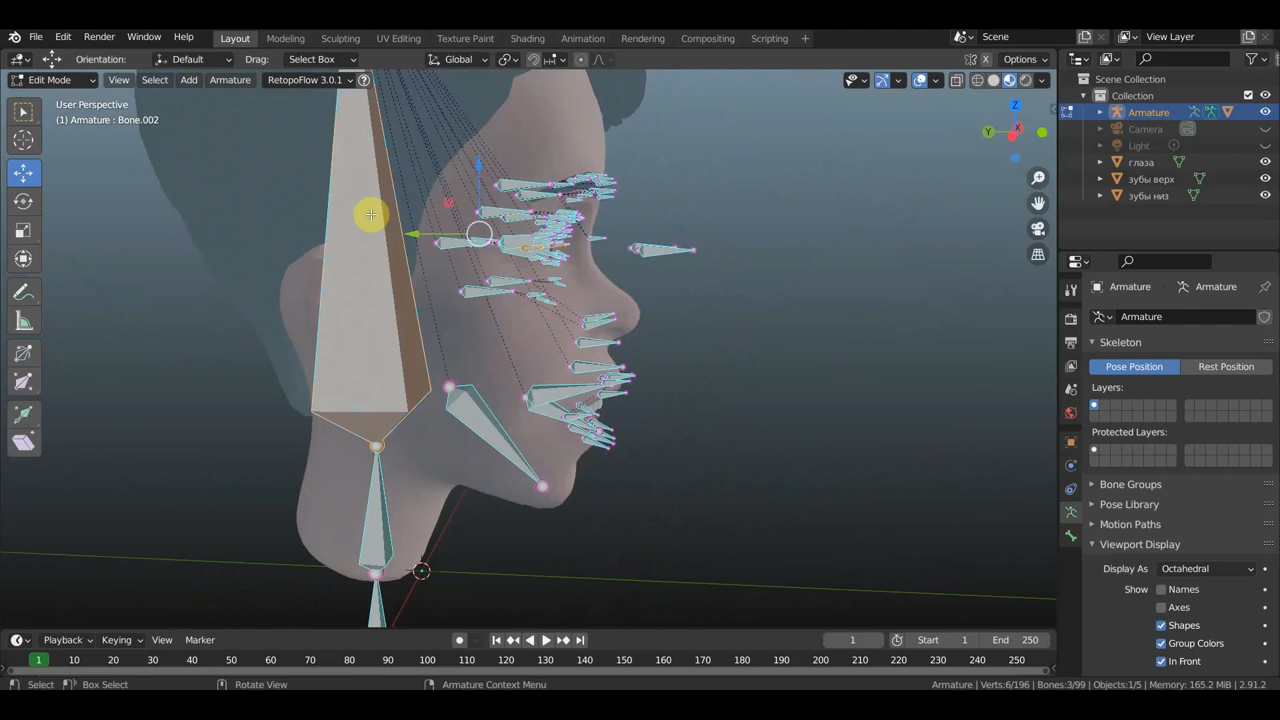 File Edit Render Window Help Layout Modeling Sculpting UV Editing Texture Paint Shading Animation Rendering Compositing Scripting + Scene View Layer
Orientation: Default Drag: Select Box Global X Options
Edit Mode View Select Add Armature RetopoFlow 3.0.1 ?
User Perspective
(1) Armature : Bone.002
Z
Y X
Scene Collection
Collection
Armature
Camera
Light
глаза
зубы верх
зубы низ
Armature Armature
Armature
Skeleton
Pose Position Rest Position
Layers:
Protected Layers:
Bone Groups
Pose Library
Motion Paths
Viewport Display
Display As Octahedral
Show Names
Axes
Shapes
Group Colors
In Front
Playback Keying View Marker 1 Start 1 End 250
1 10 20 30 40 50 60 70 80 90 100 110 120 130 140 150 160 170 180 190 200 210 220 230 240 250
Select Box Select Rotate View Armature Context Menu Armature | Verts:6/196 | Bones:3/99 | Objects:1/5 | Memory: 165.2 MiB | 2.91.2